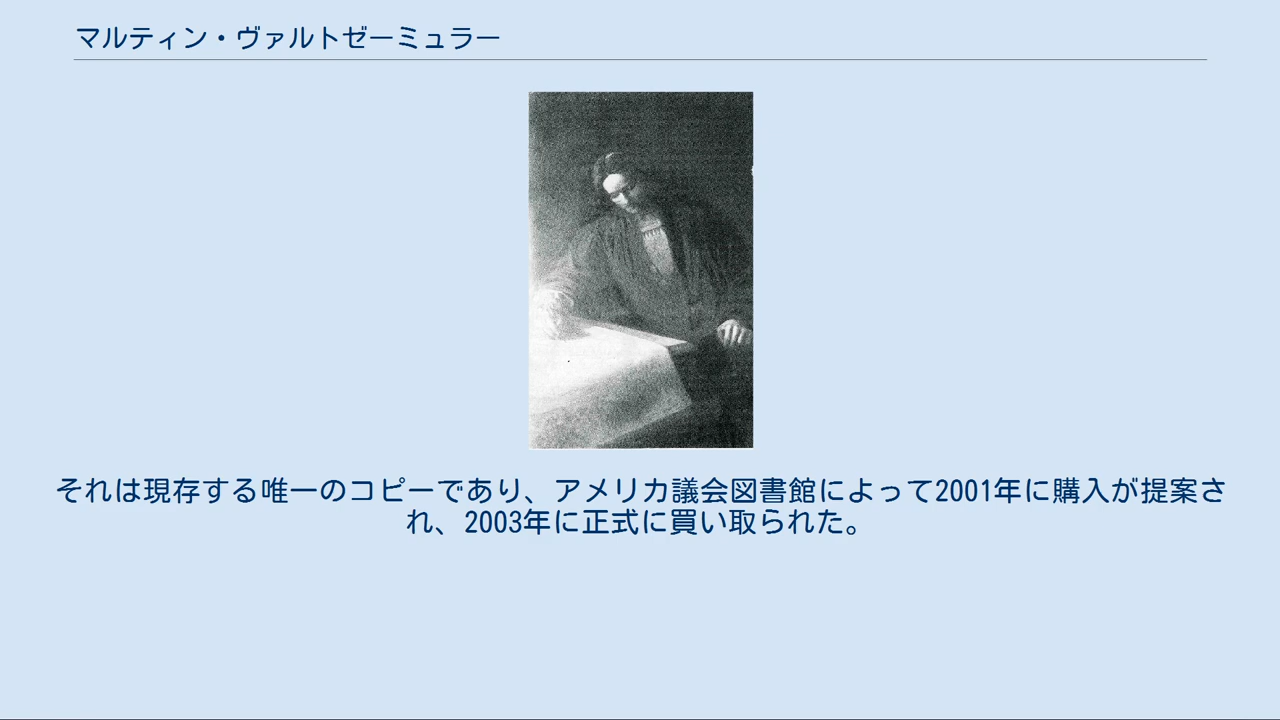 マルティン・ヴァルトゼーミュラー
それは現存する唯一のコピーであり、アメリカ議会図書館によって2001年に購入が提案さ
れ、2003年に正式に買い取られた。